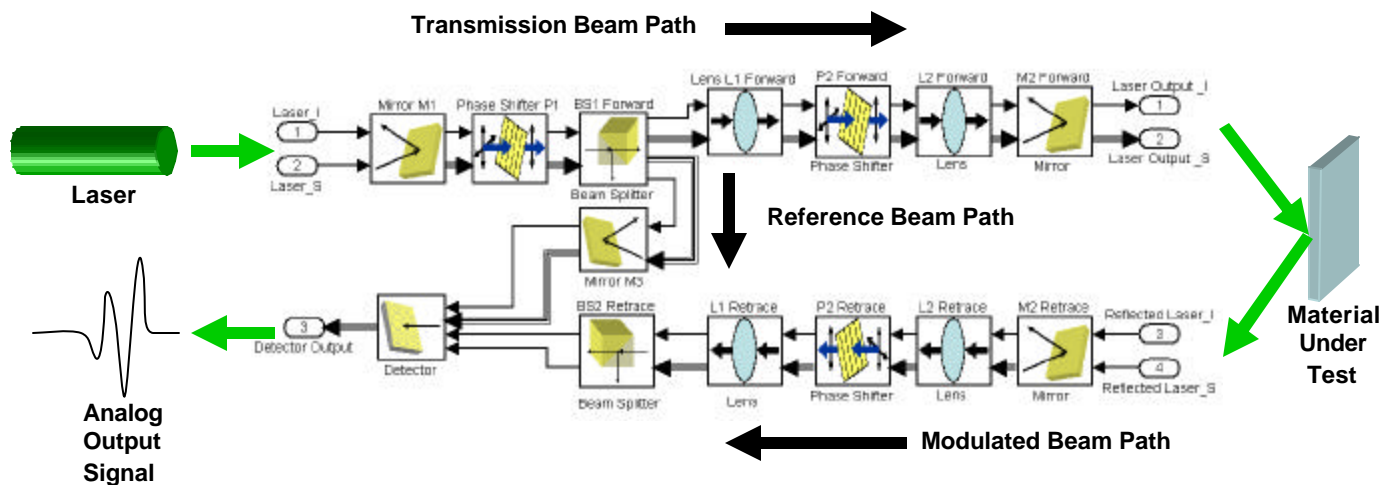 Transmission Beam Path
Lens L1 Forward
P2 Forward
L2 Forward
M2 Forward
Laser Output _I
Laser_I
Mirror M1
Phase Shifter P1
BS1 Forward
1
1
2
2
Laser Output _S
Laser_S
Laser
Beam Splitter
Phase Shifter
Lens
Mirror
Reference Beam Path
Mirror M3
BS2 Retrace
L1 Retrace
P2 Retrace
L2 Retrace
M2 Retrace
Reflected Laser_I
3
3
Detector Output
4
Reflected Laser_S
Detector
Beam Splitter
Lens
Phase Shifter
Lens
Mirror
Material
Under
Test
Analog
Output
Signal
Modulated Beam Path